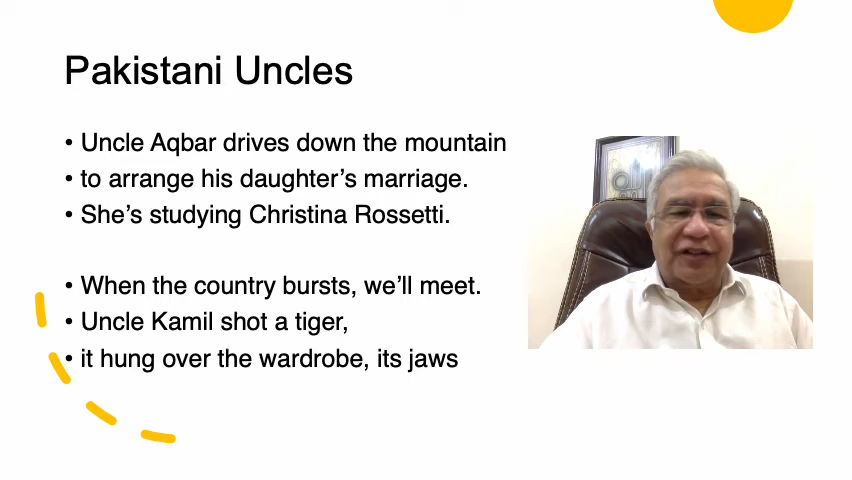 Pakistani Uncles
• Uncle Aqbar drives down the mountain
• to arrange his daughter’s marriage.
• She’s studying Christina Rossetti.
• When the country bursts, we’ll meet.
• Uncle Kamil shot a tiger,
• it hung over the wardrobe, its jaws